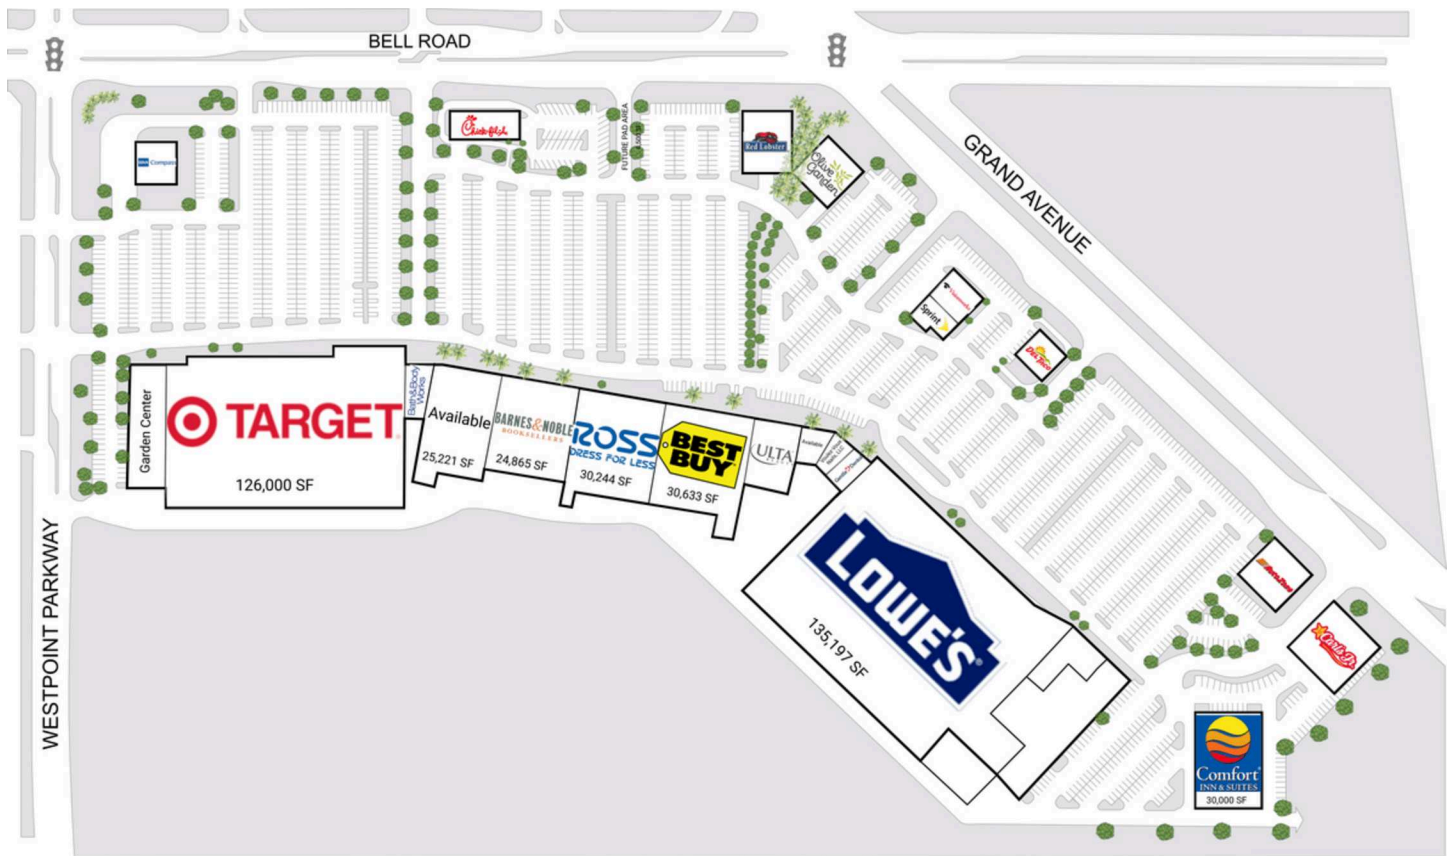 BELL ROAD
GRAND AVENUE
WESTPOINT PARKWAY
Compass
Chick-fil-A
FUTURE PAD AREA
Red Lobster
Olive
Garden
Sprint
Del Taco
Garden Center
TARGET
126,000 SF
Bath&Body
Works
Available
25,221 SF
BARNES&NOBLE
BOOKSELLERS
24,865 SF
ROSS
DRESS FOR LESS
30,244 SF
BEST
BUY
30,633 SF
ULTA
Available
LOWE'S
135,197 SF
AutoZone
Carl's Jr.
Comfort
INN & SUITES
30,000 SF